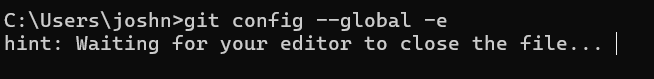 C:\Users\joshn>git config --global -e
hint: Waiting for your editor to close the file...